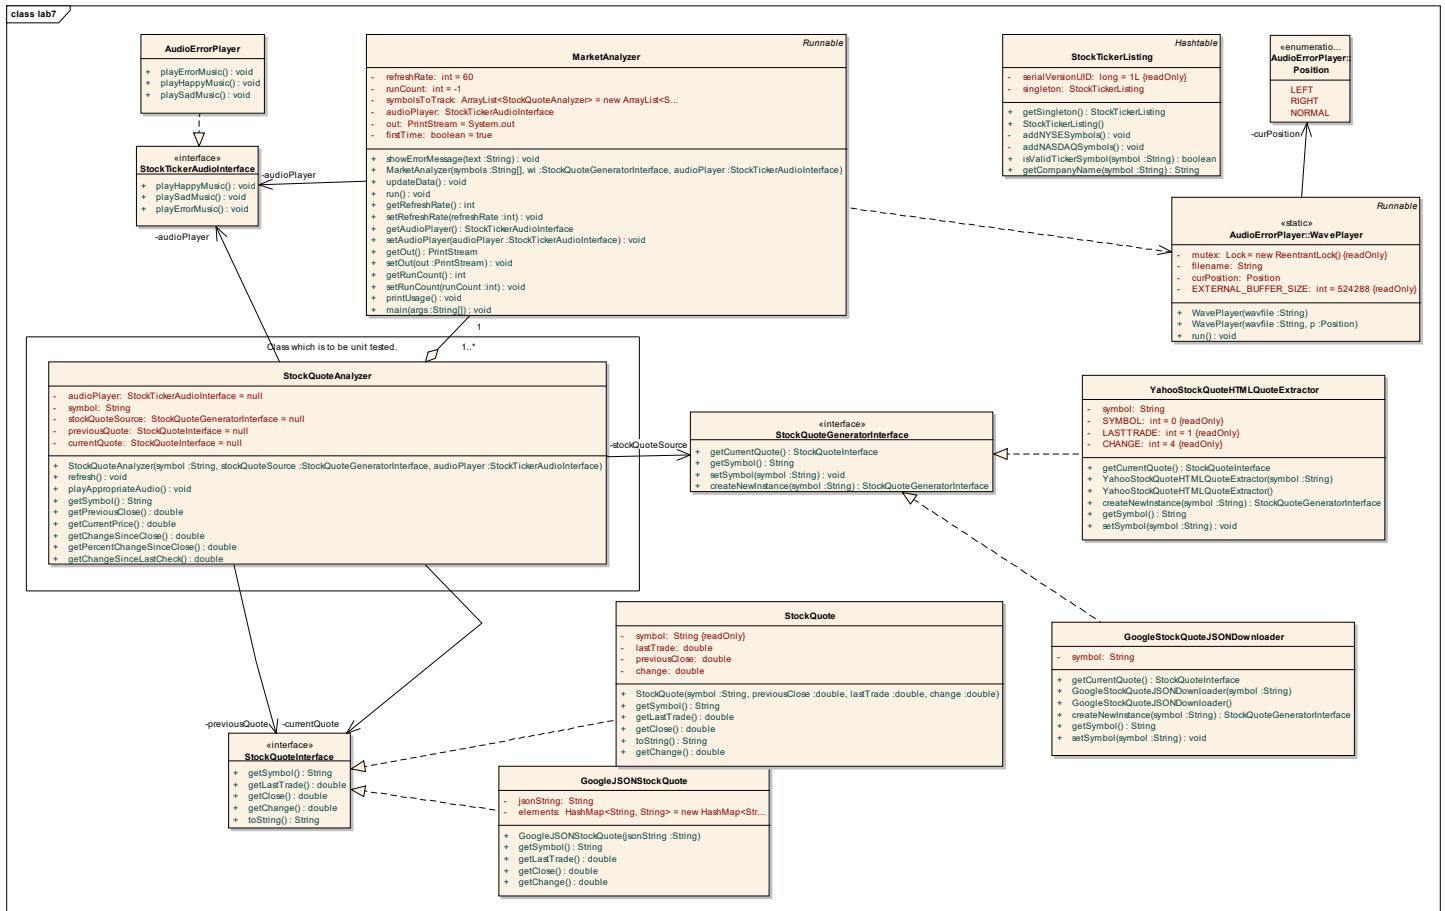 class lab7
AudioErrorPlayer
+ playErrorMusic() : void
+ playHappyMusic() : void
+ playSadMusic() : void
«interface»
StockTickerAudioInterface
+ playHappyMusic() : void
+ playSadMusic() : void
+ playErrorMusic() : void
-audioPlayer
-audioPlayer
Runnable
MarketAnalyzer
- refreshRate: int = 60
- runCount: int = -1
- symbolsToTrack: ArrayList<StockQuoteAnalyzer> = new ArrayList<S...
- audioPlayer: StockTickerAudioInterface
- out: PrintStream = System.out
- firstTime: boolean = true
+ showErrorMessage(text :String) : void
+ MarketAnalyzer(symbols :String[], wi :StockQuoteGeneratorInterface, audioPlayer :StockTickerAudioInterface)
+ updateData() : void
+ run() : void
+ getRefreshRate() : int
+ setRefreshRate(refreshRate :int) : void
+ getAudioPlayer() : StockTickerAudioInterface
+ setAudioPlayer(audioPlayer :StockTickerAudioInterface) : void
+ getOut() : PrintStream
+ setOut(out :PrintStream) : void
+ getRunCount() : int
+ setRunCount(runCount :int) : void
+ printUsage() : void
+ main(args :String[]) : void
1
1..*
Hashtable
StockTickerListing
- serialVersionUID: long = 1L {readOnly}
- singleton: StockTickerListing
+ getSingleton() : StockTickerListing
- StockTickerListing()
- addNYSESymbols() : void
- addNASDAQSymbols() : void
+ isValidTickerSymbol(symbol :String) : boolean
+ getCompanyName(symbol :String) : String
«enumeratio...
AudioErrorPlayer::
Position
LEFT
RIGHT
NORMAL
-curPosition
Runnable
«static»
AudioErrorPlayer::WavePlayer
- mutex: Lock = new ReentrantLock() {readOnly}
- filename: String
- curPosition: Position
- EXTERNAL_BUFFER_SIZE: int = 524288 {readOnly}
+ WavePlayer(wavfile :String)
+ WavePlayer(wavfile :String, p :Position)
+ run() : void
Class which is to be unit tested.
StockQuoteAnalyzer
- audioPlayer: StockTickerAudioInterface = null
- symbol: String
- stockQuoteSource: StockQuoteGeneratorInterface = null
- previousQuote: StockQuoteInterface = null
- currentQuote: StockQuoteInterface = null
+ StockQuoteAnalyzer(symbol :String, stockQuoteSource :StockQuoteGeneratorInterface, audioPlayer :StockTickerAudioInterface)
+ refresh() : void
+ playAppropriateAudio() : void
+ getSymbol() : String
+ getPreviousClose() : double
+ getCurrentPrice() : double
+ getChangeSinceClose() : double
+ getPercentChangeSinceClose() : double
+ getChangeSinceLastCheck() : double
-stockQuoteSource
«interface»
StockQuoteGeneratorInterface
+ getCurrentQuote() : StockQuoteInterface
+ getSymbol() : String
+ setSymbol(symbol :String) : void
+ createNewInstance(symbol :String) : StockQuoteGeneratorInterface
YahooStockQuoteHTMLQuoteExtractor
- symbol: String
- SYMBOL: int = 0 {readOnly}
- LASTTRADE: int = 1 {readOnly}
- CHANGE: int = 4 {readOnly}
+ getCurrentQuote() : StockQuoteInterface
+ YahooStockQuoteHTMLQuoteExtractor(symbol :String)
+ YahooStockQuoteHTMLQuoteExtractor()
+ createNewInstance(symbol :String) : StockQuoteGeneratorInterface
+ getSymbol() : String
+ setSymbol(symbol :String) : void
StockQuote
- symbol: String {readOnly}
- lastTrade: double
- previousClose: double
- change: double
+ StockQuote(symbol :String, previousClose :double, lastTrade :double, change :double)
+ getSymbol() : String
+ getLastTrade() : double
+ getClose() : double
+ toString() : String
+ getChange() : double
GoogleStockQuoteJSONDownloader
- symbol: String
+ getCurrentQuote() : StockQuoteInterface
+ GoogleStockQuoteJSONDownloader(symbol :String)
+ GoogleStockQuoteJSONDownloader()
+ createNewInstance(symbol :String) : StockQuoteGeneratorInterface
+ getSymbol() : String
+ setSymbol(symbol :String) : void
-previousQuote
-currentQuote
«interface»
StockQuoteInterface
+ getSymbol() : String
+ getLastTrade() : double
+ getClose() : double
+ getChange() : double
+ toString() : String
GoogleJSONStockQuote
- jsonString: String
- elements: HashMap<String, String> = new HashMap<Str...
+ GoogleJSONStockQuote(jsonString :String)
+ getSymbol() : String
+ getLastTrade() : double
+ getClose() : double
+ getChange() : double